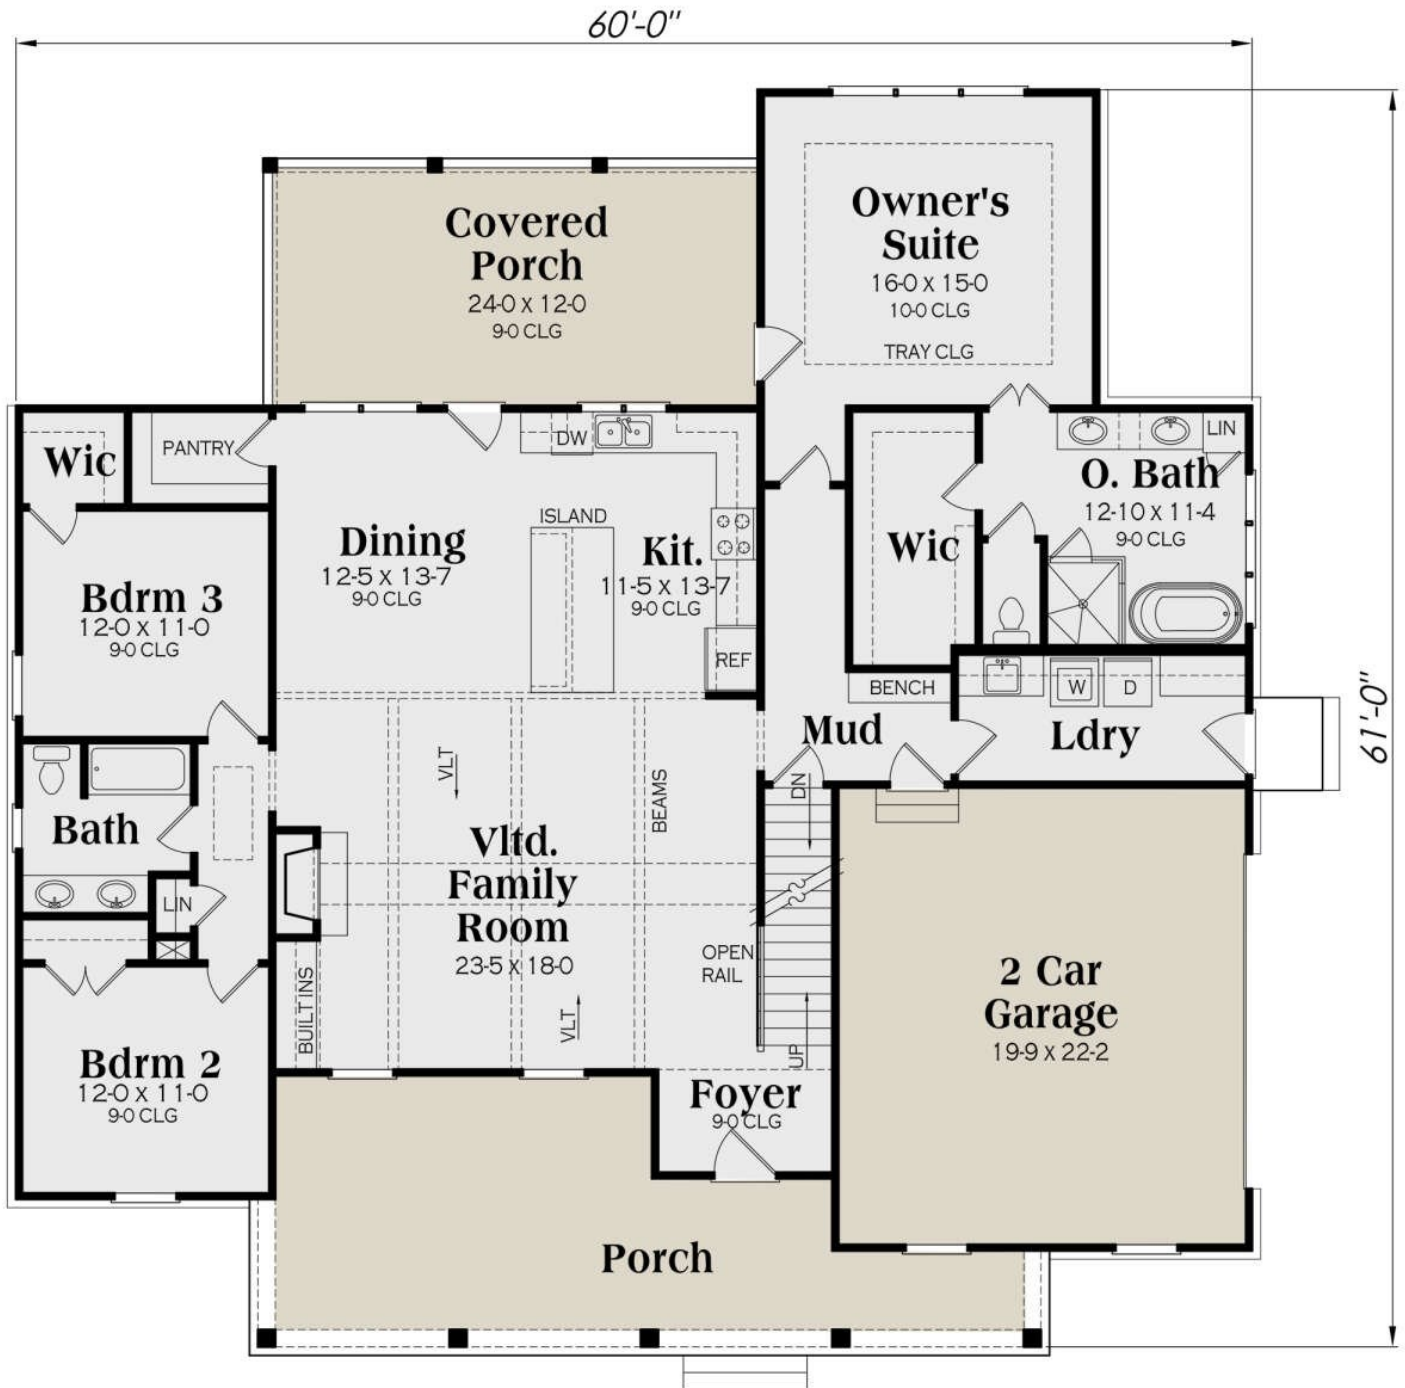 60'-0"
Covered
Porch
24-0 x 12-0
9-0 CLG
Owner's
Suite
16-0 x 15-0
10-0 CLG
TRAY CLG
Wic
PANTRY
DW
LIN
O. Bath
12-10 x 11-4
9-0 CLG
ISLAND
Dining
12-5 x 13-7
9-0 CLG
Kit.
11-5 x 13-7
9-0 CLG
Wic
Bdrm 3
12-0 x 11-0
9-0 CLG
REF
BENCH
W
D
Mud
Ldry
61'-0"
VLT
BEAMS
DN
Bath
Vltd.
Family
Room
23-5 x 18-0
LIN
OPEN
RAIL
BUILT INS
VLT
UP
2 Car
Garage
19-9 x 22-2
Bdrm 2
12-0 x 11-0
9-0 CLG
Foyer
9-0 CLG
Porch